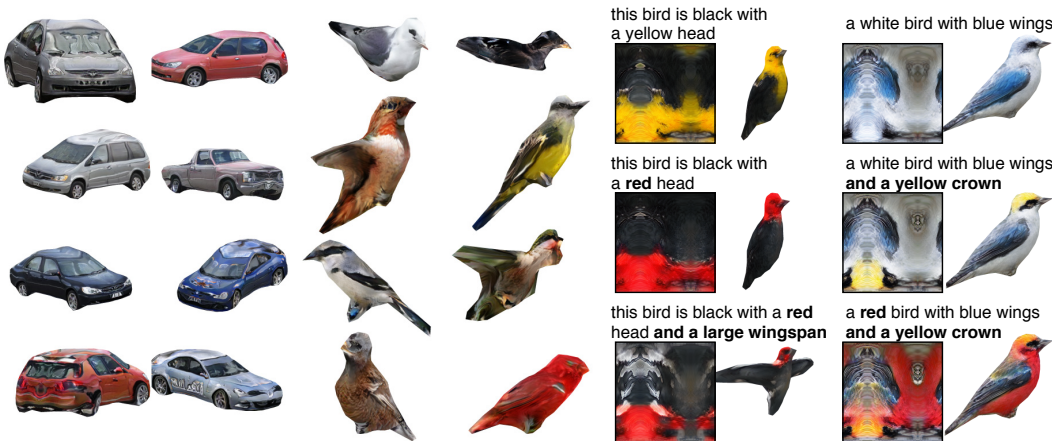 this bird is black with
a yellow head
a white bird with blue wings
this bird is black with
a red head
a white bird with blue wings
and a yellow crown
this bird is black with a red
head and a large wingspan
a red bird with blue wings
and a yellow crown